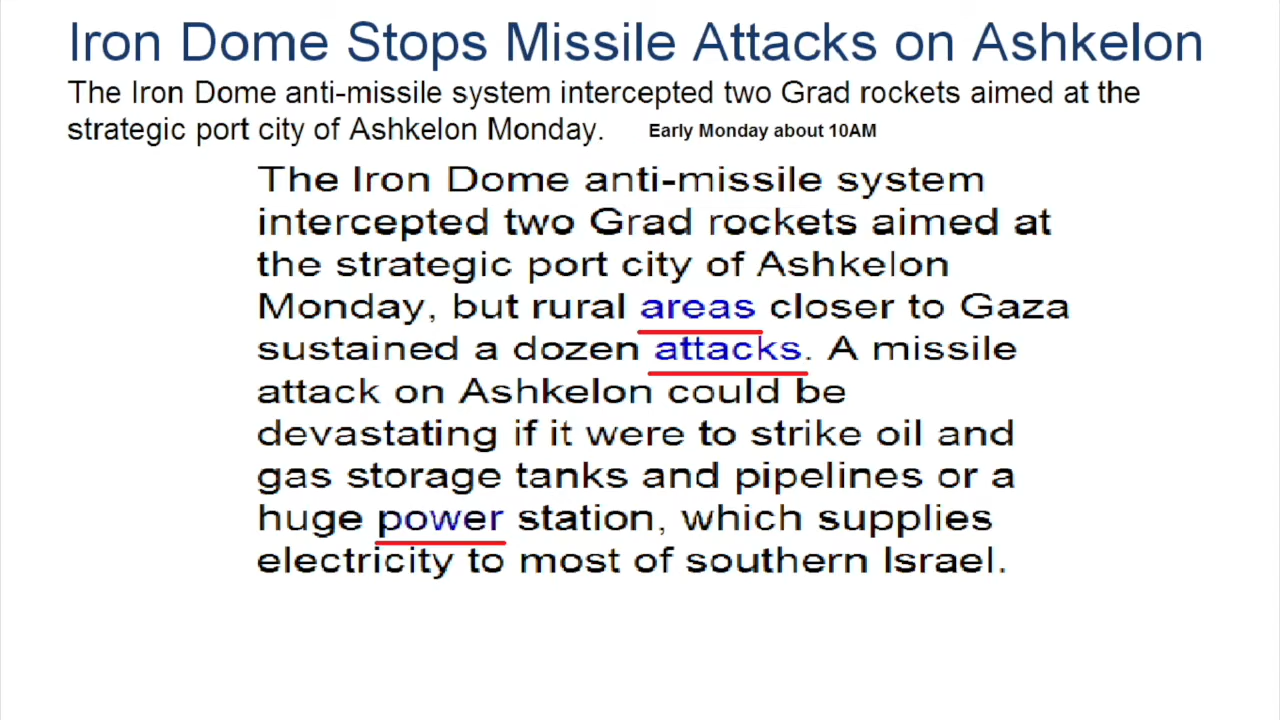 Iron Dome Stops Missile Attacks on Ashkelon
The Iron Dome anti-missile system intercepted two Grad rockets aimed at the
strategic port city of Ashkelon Monday. Early Monday about 10AM
The Iron Dome anti-missile system
intercepted two Grad rockets aimed at
the strategic port city of Ashkelon
Monday, but rural areas closer to Gaza
sustained a dozen attacks. A missile
attack on Ashkelon could be
devastating if it were to strike oil and
gas storage tanks and pipelines or a
huge power station, which supplies
electricity to most of southern Israel.